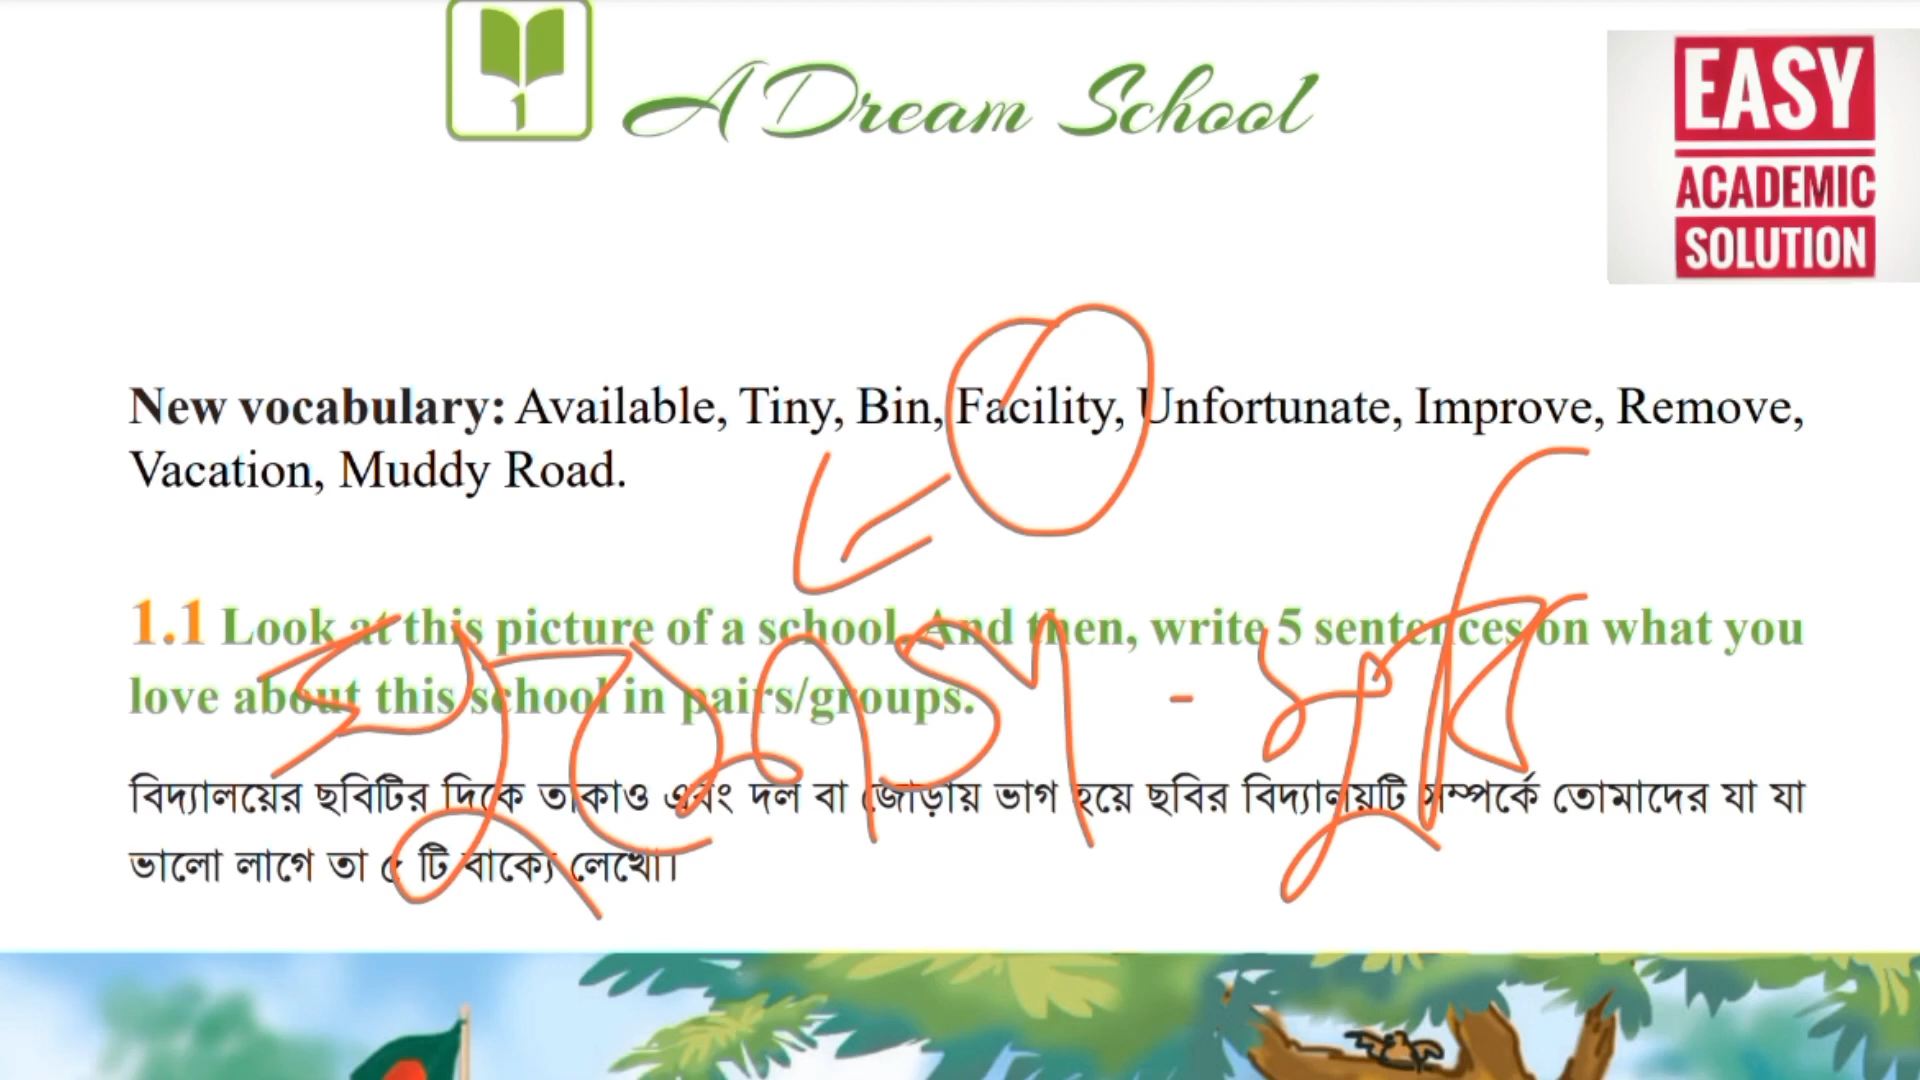 1
A Dream School
EASY
ACADEMIC
SOLUTION
New vocabulary: Available, Tiny, Bin, Facility, Unfortunate, Improve, Remove,
Vacation, Muddy Road.
1.1 Look at this picture of a school. And then, write 5 sentences on what you
love about this school in pairs/groups.
বিদ্যালয়ের ছবিটির দিকে তাকাও এবং দল বা জোড়ায় ভাগ হয়ে ছবির বিদ্যালয়টি সম্পর্কে তোমাদের যা যা
ভালো লাগে তা ৫ টি বাক্যে লেখো।